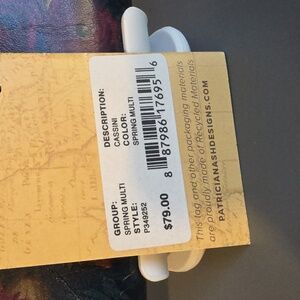 DESCRIPTION:
CASSINI
COLOR:
SPRING MULTI
8 87986 17695 6
GROUP:
SPRING MULTI
STYLE:
P349252
$79.00
This tag and other packaging materials
are proudly made of Recycled Materials
PATRICIANASHDESIGNS.COM